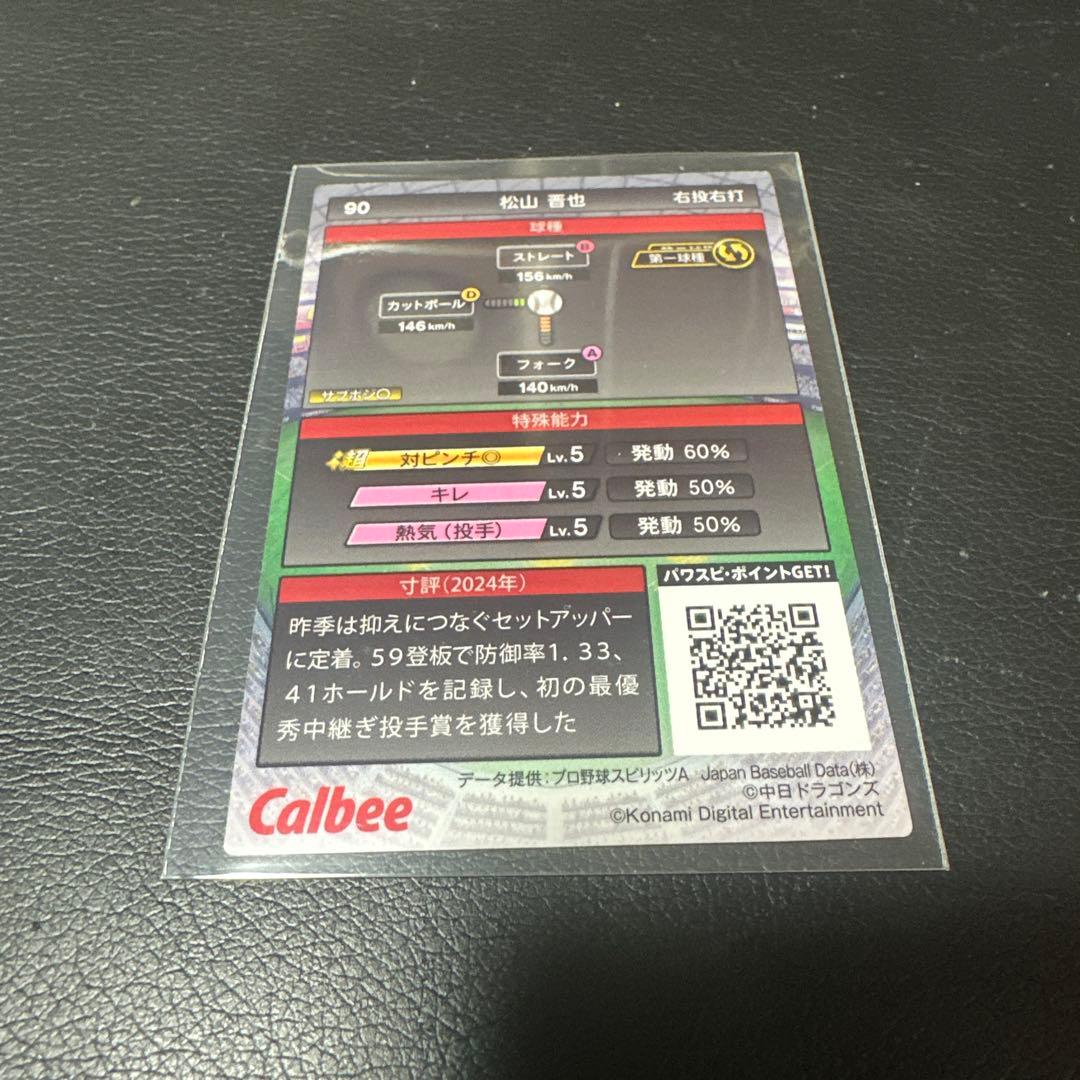 90 松山 晋也 右投右打
球種
ストレート B
156km/h
第一球種
カットボール D
146km/h
フォーク A
140km/h
サブポジ〇
特殊能力
超 対ピンチ◎ Lv.5 発動 60%
キレ Lv.5 発動 50%
熱気(投手) Lv.5 発動 50%
寸評(2024年)
昨季は抑えにつなぐセットアッパー
に定着。59登板で防御率1.33、
41ホールドを記録し、初の最優
秀中継ぎ投手賞を獲得した
パワスピ・ポイントGET!
データ提供:プロ野球スピリッツA Japan Baseball Data(株)
©中日ドラゴンズ
©Konami Digital Entertainment
Calbee